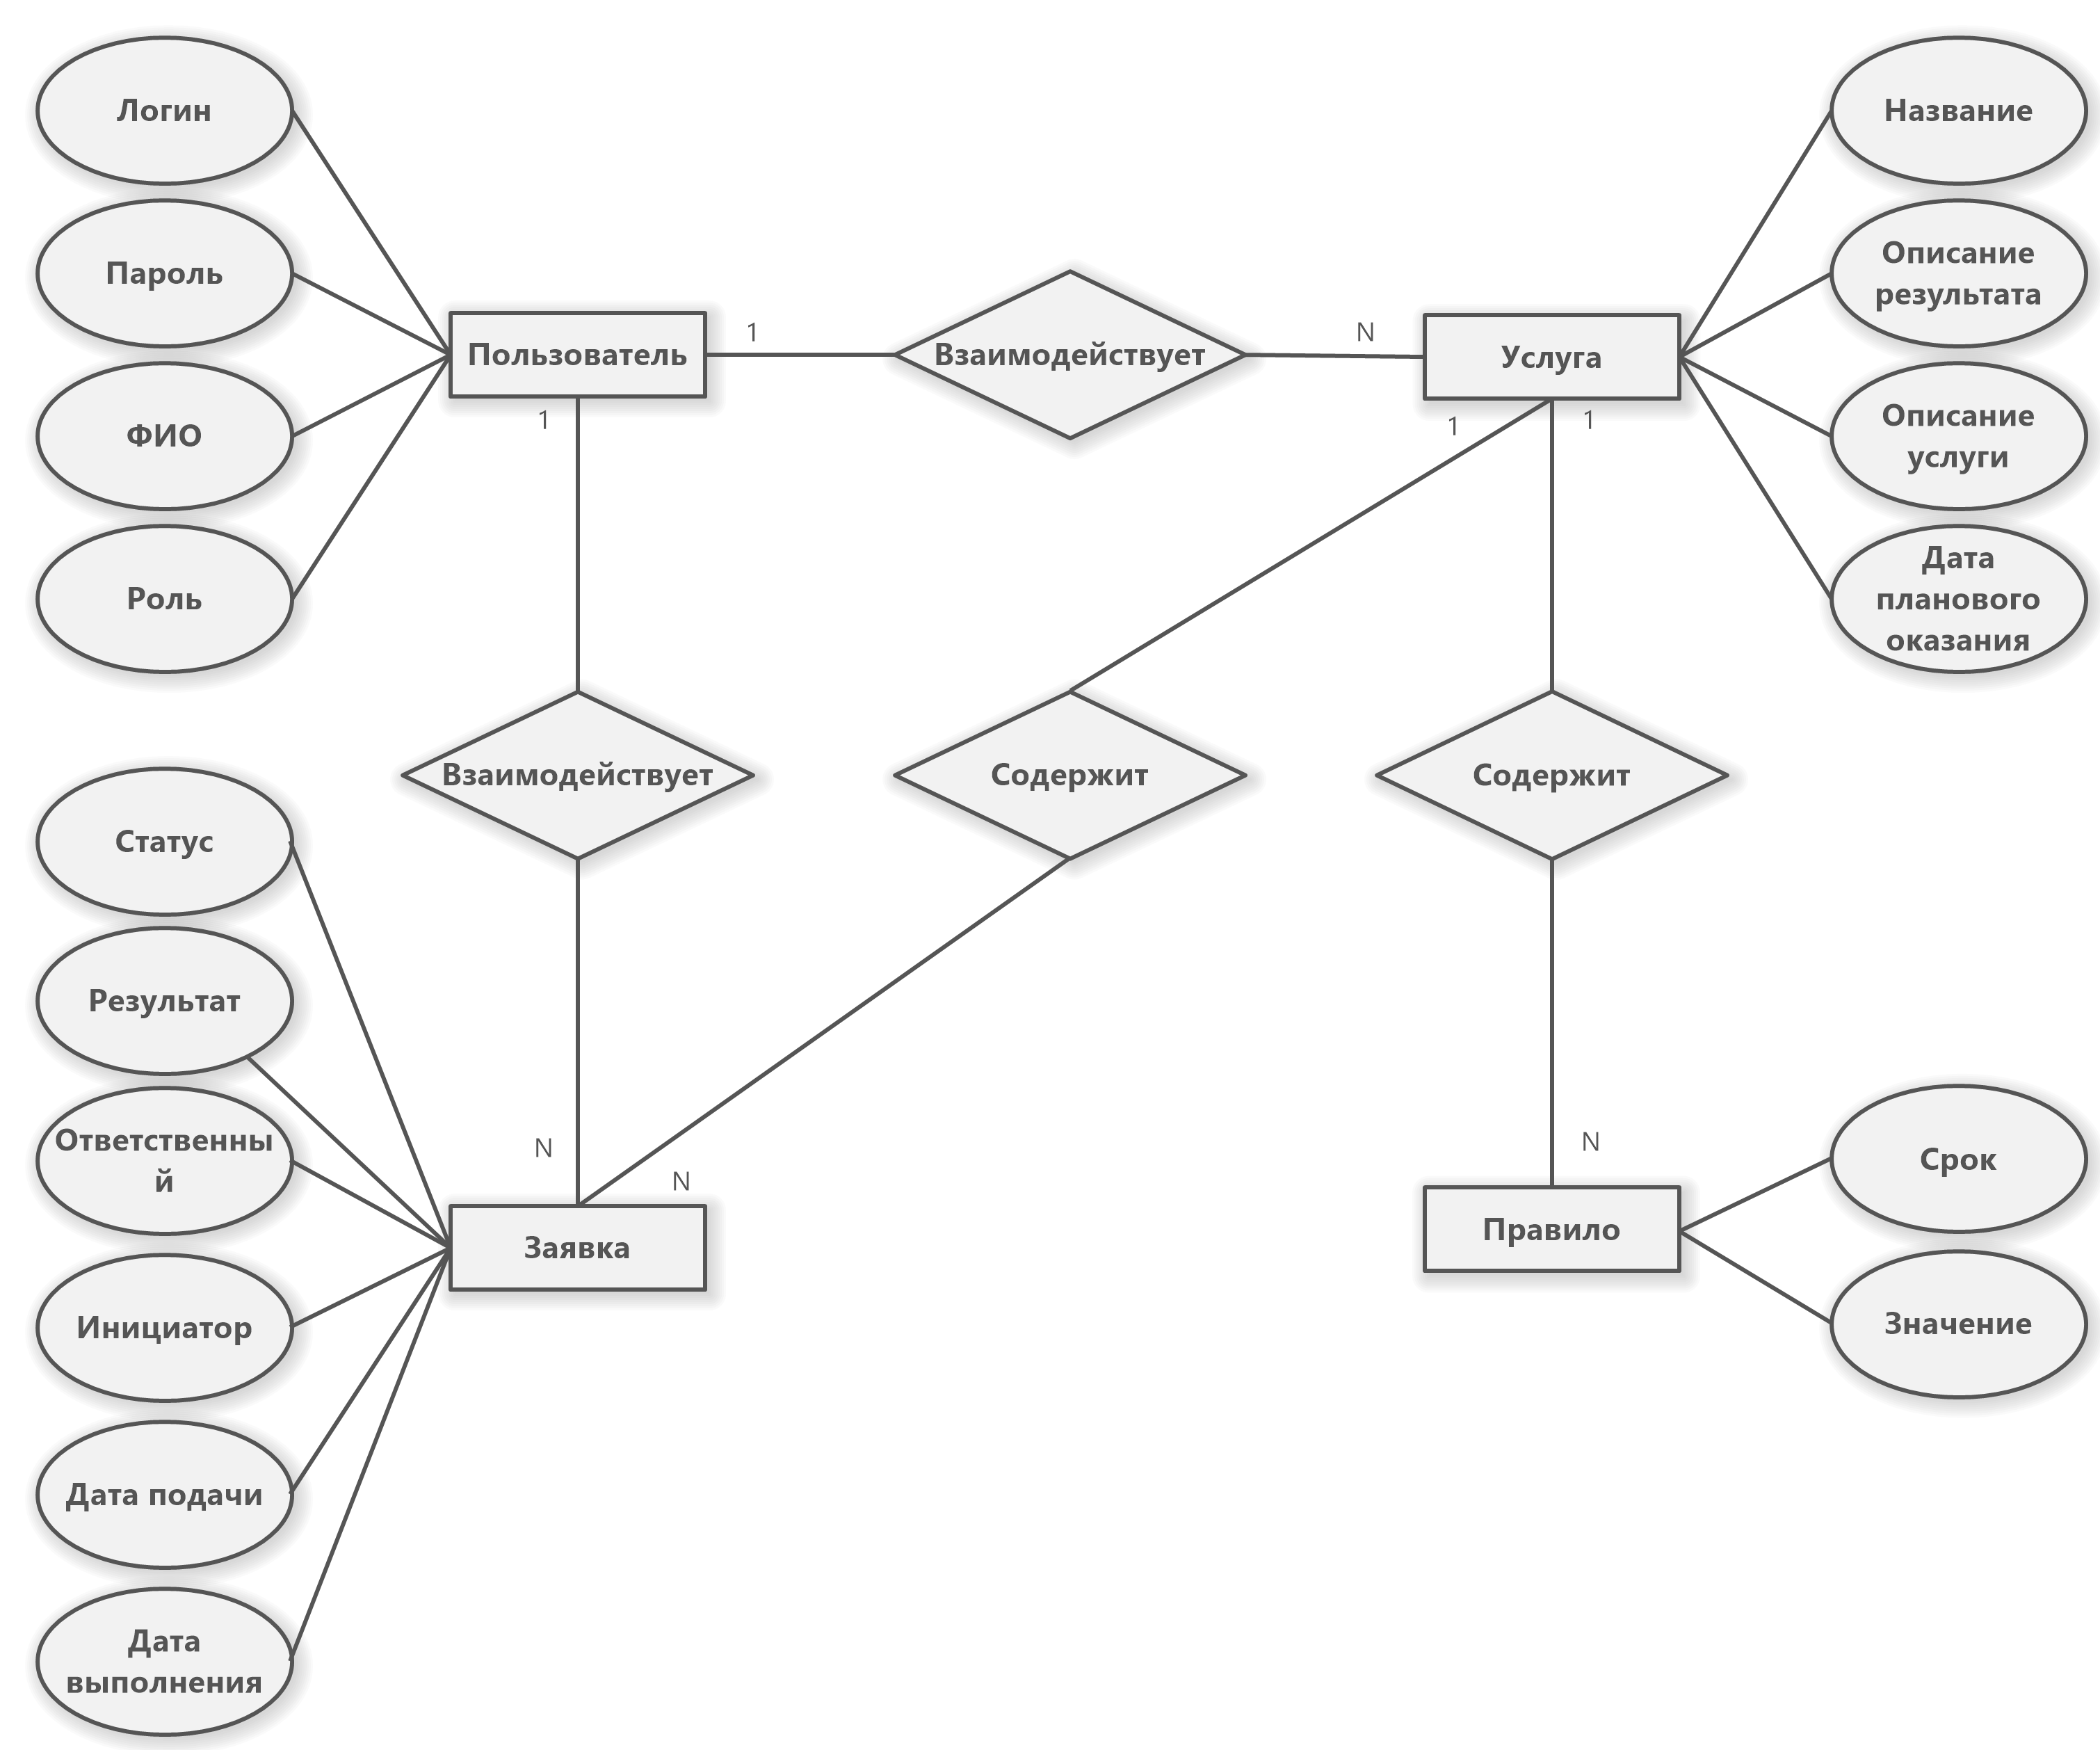 Логин
Пароль
ФИО
Роль
Пользователь
1
Взаимодействует
N
Услуга
Название
Описание
результата
Описание
услуги
Дата
планового
оказания
1
1
1
Взаимодействует
Содержит
Содержит
Статус
Результат
Ответственны
й
Инициатор
Дата подачи
Дата
выполнения
N
N
Заявка
N
Правило
Срок
Значение